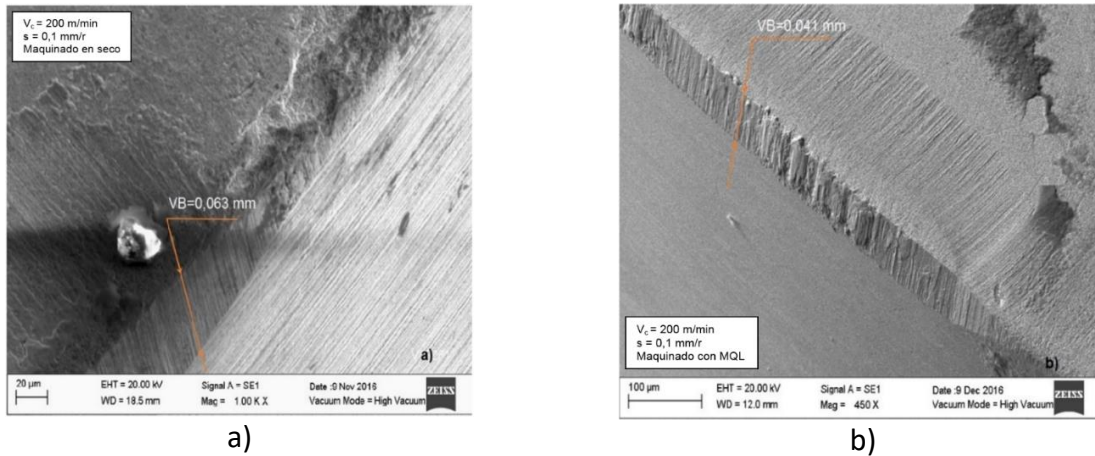 V_c = 200 m/min
s = 0,1 mm/r
Maquinado en seco
VB=0,063 mm
a)
20 µm
EHT = 20.00 kV
WD = 18.5 mm
Signal A = SE1
Mag = 1.00 K X
Date :9 Nov 2016
Vacuum Mode = High Vacuum
ZEISS
a)
VB=0,041 mm
V_c = 200 m/min
s = 0,1 mm/r
Maquinado con MQL
b)
100 µm
EHT = 20.00 kV
WD = 12.0 mm
Signal A = SE1
Mag = 450 X
Date :9 Dec 2016
Vacuum Mode = High Vacuum
ZEISS
b)